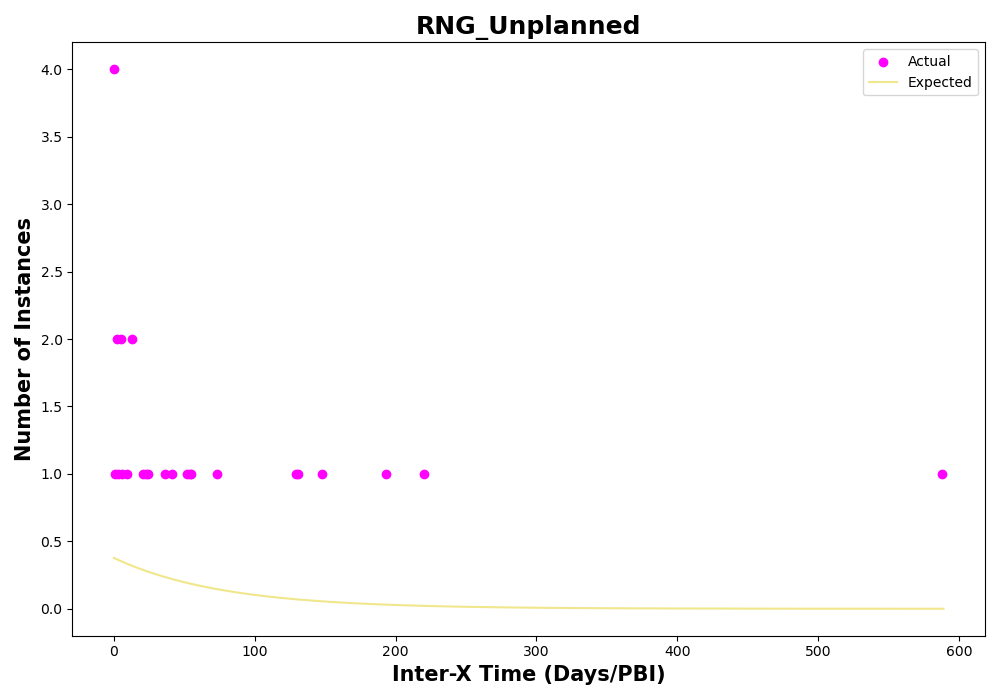 RNG_Unplanned
Actual
Expected
Number of Instances
4.0
3.5
3.0
2.5
2.0
1.5
1.0
0.5
0.0
0 100 200 300 400 500 600
Inter-X Time (Days/PBI)